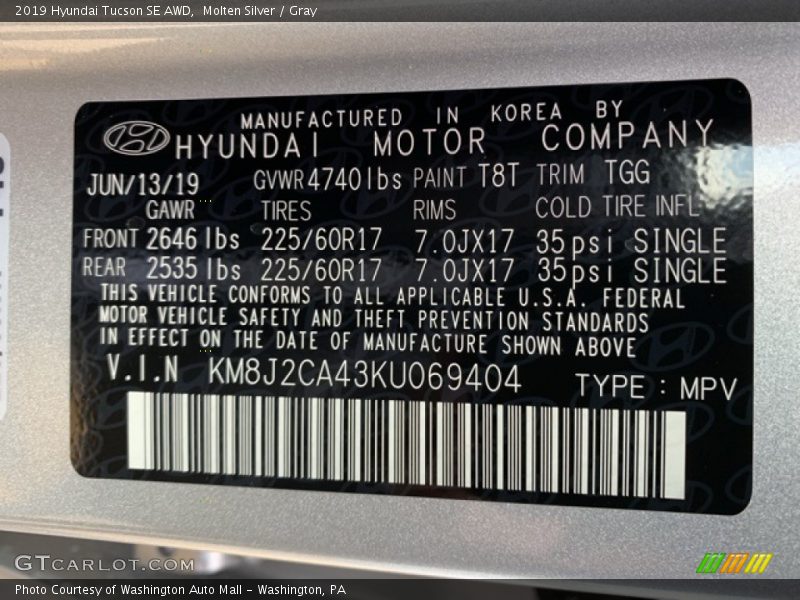 2019 Hyundai Tucson SE AWD,  Molten Silver / Gray
MANUFACTURED IN KOREA BY
HYUNDAI MOTOR COMPANY
JUN/13/19 GVWR 4740lbs PAINT T8T TRIM TGG
GAWR TIRES RIMS COLD TIRE INFL
FRONT 2646 lbs 225/60R17 7.0JX17 35psi SINGLE
REAR 2535 lbs 225/60R17 7.0JX17 35psi SINGLE
THIS VEHICLE CONFORMS TO ALL APPLICABLE U.S.A. FEDERAL
MOTOR VEHICLE SAFETY AND THEFT PREVENTION STANDARDS
IN EFFECT ON THE DATE OF MANUFACTURE SHOWN ABOVE
V.I.N KM8J2CA43KU069404 TYPE : MPV
GTCARLOT.COM
Photo Courtesy of Washington Auto Mall - Washington, PA